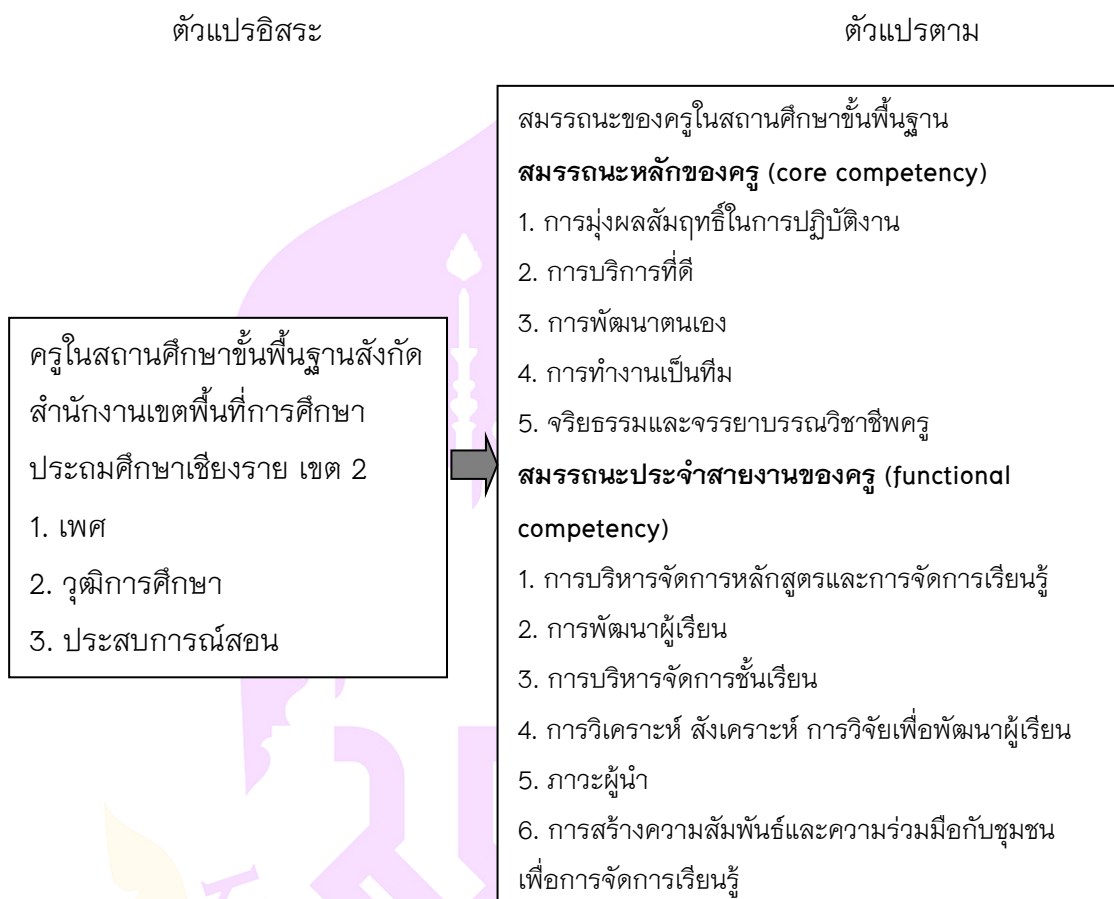 ตัวแปรอิสระ
ตัวแปรตาม
ครูในสถานศึกษาขั้นพื้นฐานสังกัด
สำนักงานเขตพื้นที่การศึกษา
ประถมศึกษาเชียงราย เขต 2
1. เพศ
2. วุฒิการศึกษา
3. ประสบการณ์สอน
สมรรถนะของครูในสถานศึกษาขั้นพื้นฐาน
สมรรถนะหลักของครู (core competency)
1. การมุ่งผลสัมฤทธิ์ในการปฏิบัติงาน
2. การบริการที่ดี
3. การพัฒนาตนเอง
4. การทำงานเป็นทีม
5. จริยธรรมและจรรยาบรรณวิชาชีพครู
สมรรถนะประจำสายงานของครู (functional
competency)
1. การบริหารจัดการหลักสูตรและการจัดการเรียนรู้
2. การพัฒนาผู้เรียน
3. การบริหารจัดการชั้นเรียน
4. การวิเคราะห์ สังเคราะห์ การวิจัยเพื่อพัฒนาผู้เรียน
5. ภาวะผู้นำ
6. การสร้างความสัมพันธ์และความร่วมมือกับชุมชน
เพื่อการจัดการเรียนรู้